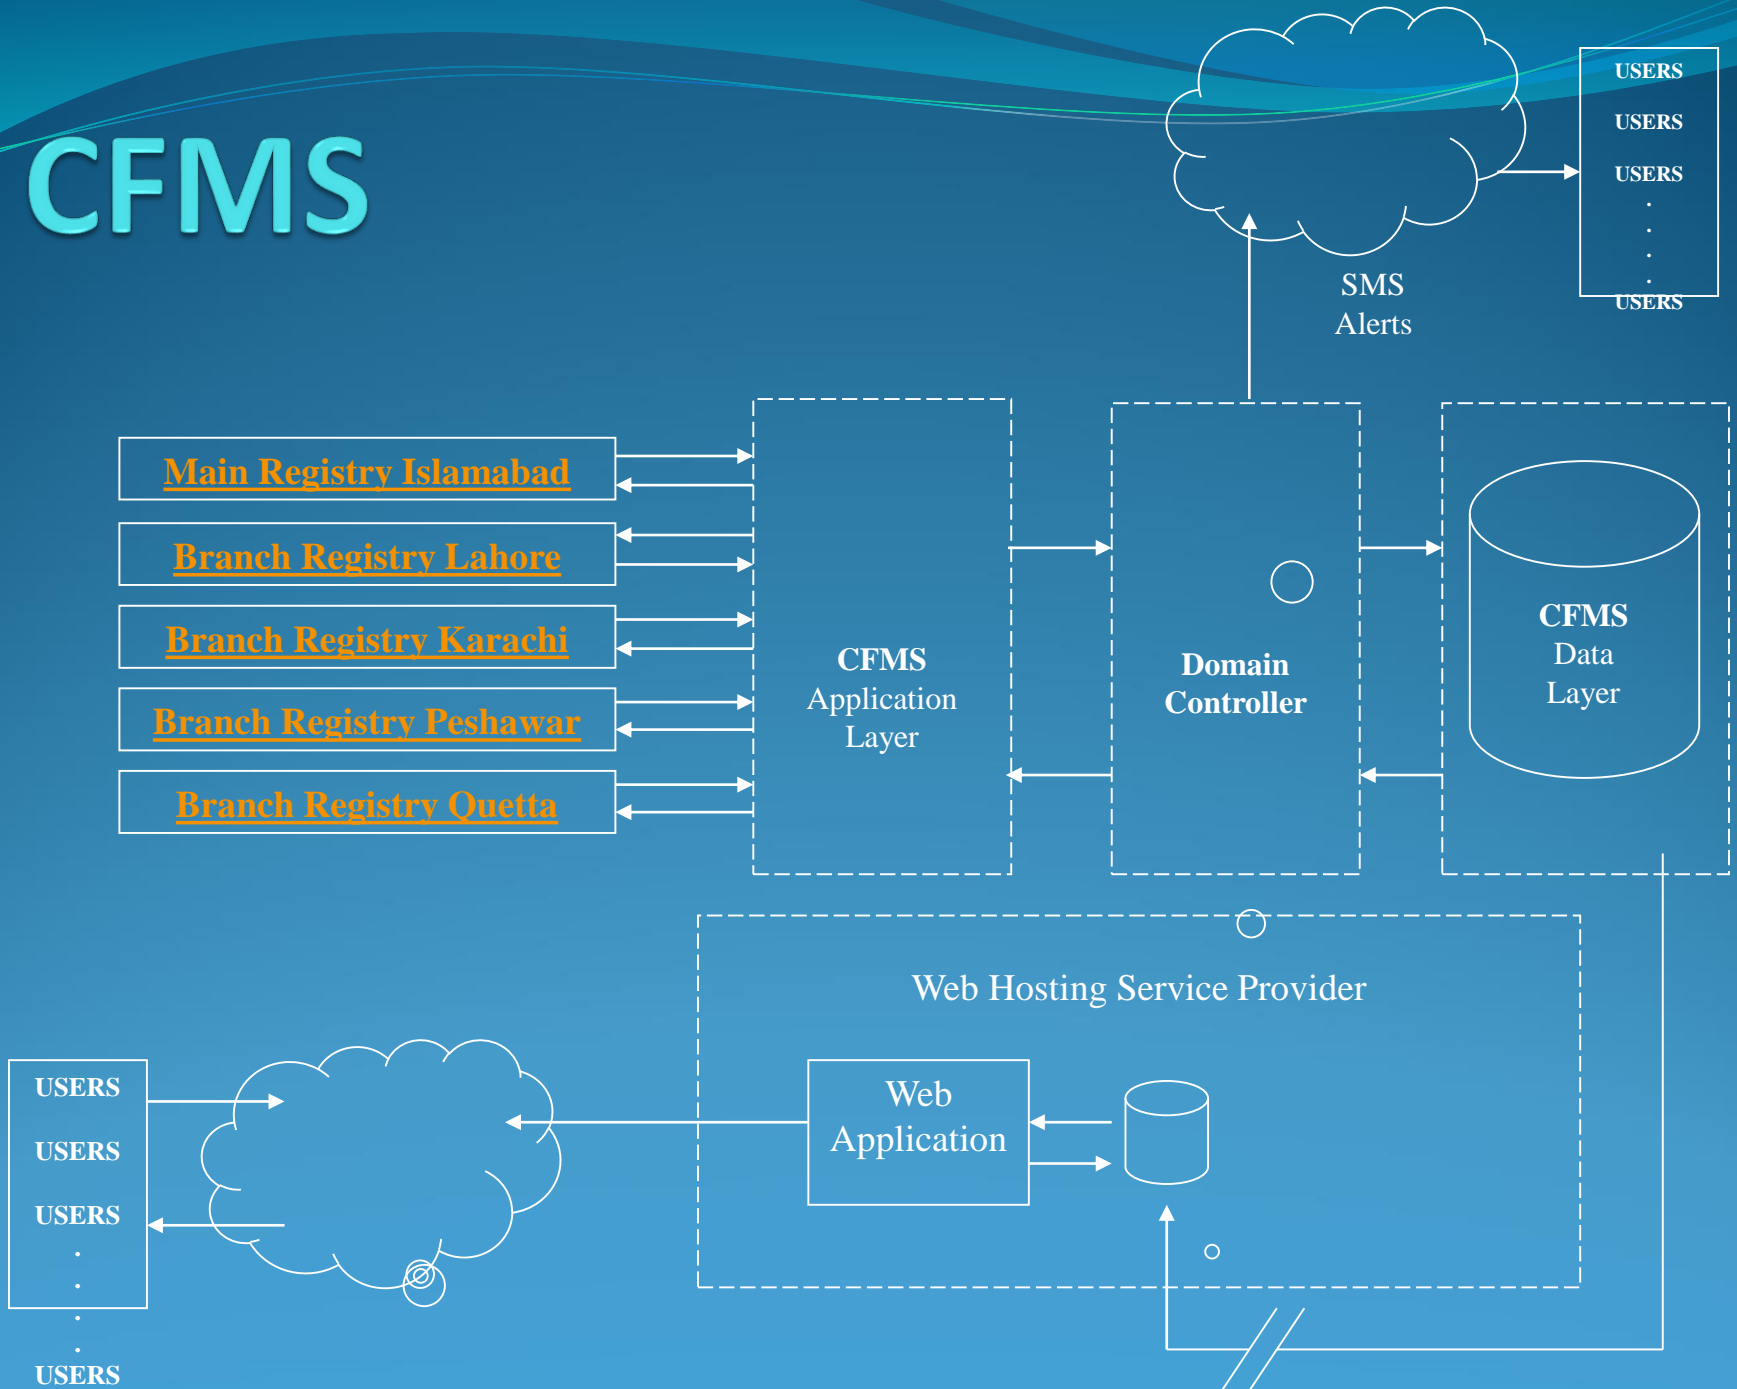 CFMS
USERS
USERS
USERS
.
.
.
.
USERS
SMS
Alerts
Main Registry Islamabad
Branch Registry Lahore
Branch Registry Karachi
Branch Registry Peshawar
Branch Registry Quetta
CFMS
Application
Layer
Domain
Controller
CFMS
Data
Layer
Web Hosting Service Provider
Web
Application
USERS
USERS
USERS
.
.
.
.
USERS